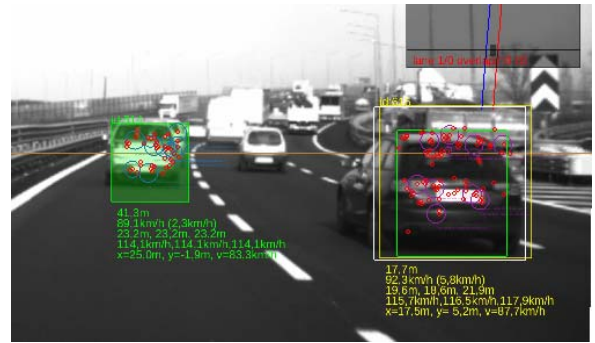 41.3m
89.1km/h (2,3km/h)
23.2m, 23.2m, 23.2m
114,1km/h,114.1km/h,114,1km/h
x=25.0m, y=-1,9m, v=83.3km/h
17.7m
92,3km/h (5,8km/h)
19,6m, 18,6m, 21,9m
115,7km/h,116.5km/h,117,9km/h
x=17,5m, y= 5,2m, v=87,7km/h